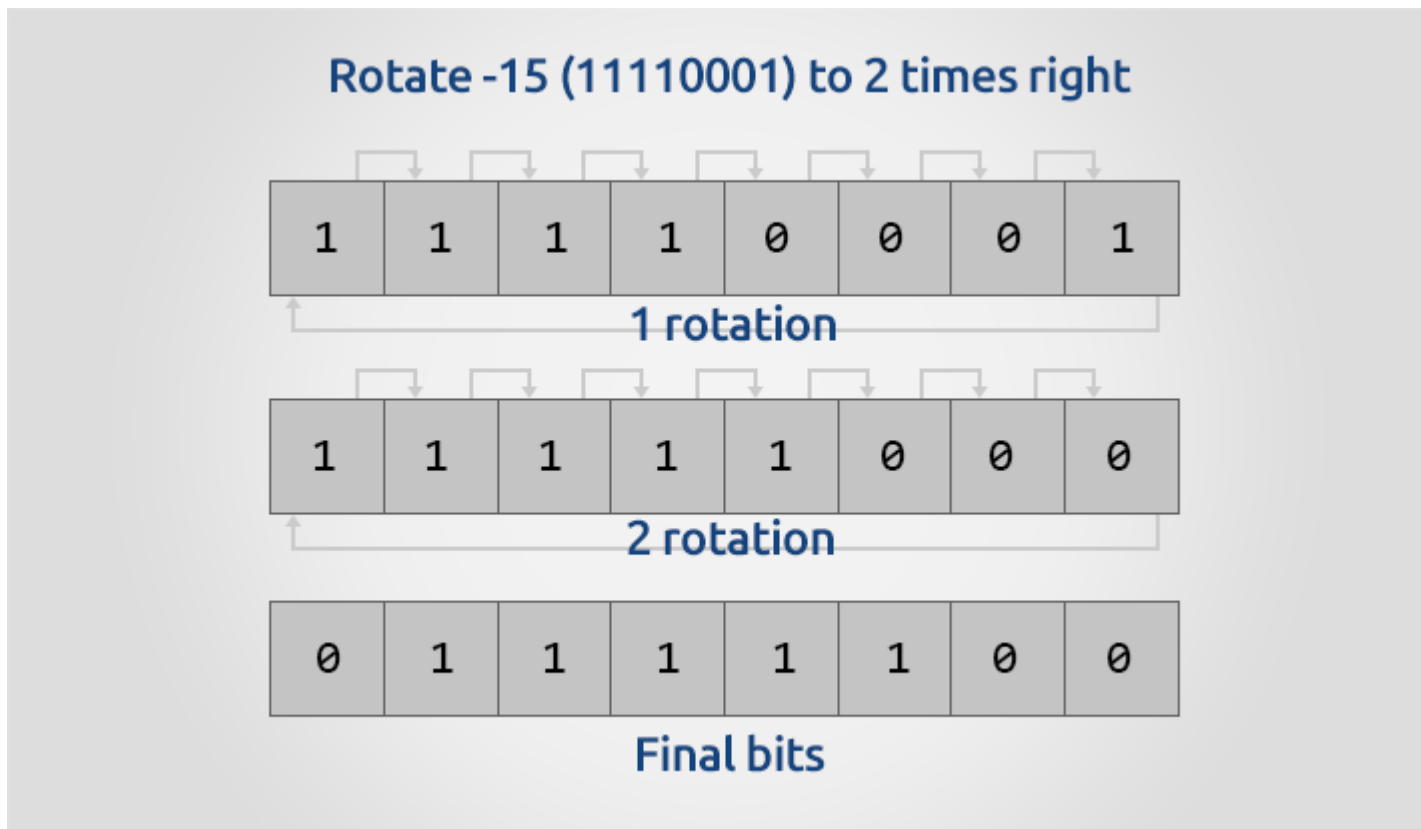 Rotate -15 (11110001) to 2 times right
1 1 1 1 0 0 0 1
1 rotation
1 1 1 1 1 0 0 0
2 rotation
0 1 1 1 1 1 0 0
Final bits